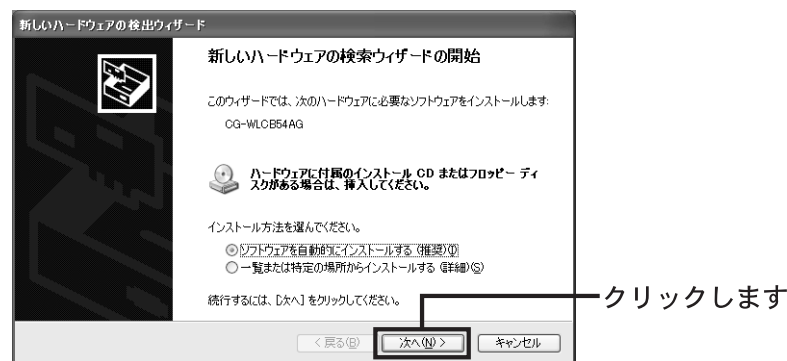 新しいハードウェアの検出ウィザード
新しいハードウェアの検索ウィザードの開始
このウィザードでは、次のハードウェアに必要なソフトウェアをインストールします:
CG-WLCB54AG
ハードウェアに付属のインストール CD またはフロッピー ディ
スクがある場合は、挿入してください。
インストール方法を選んでください。
ソフトウェアを自動的にインストールする (推奨)(I)
一覧または特定の場所からインストールする (詳細)(S)
続行するには、[次へ] をクリックしてください。
クリックします
< 戻る(B)
次へ(N) >
キャンセル